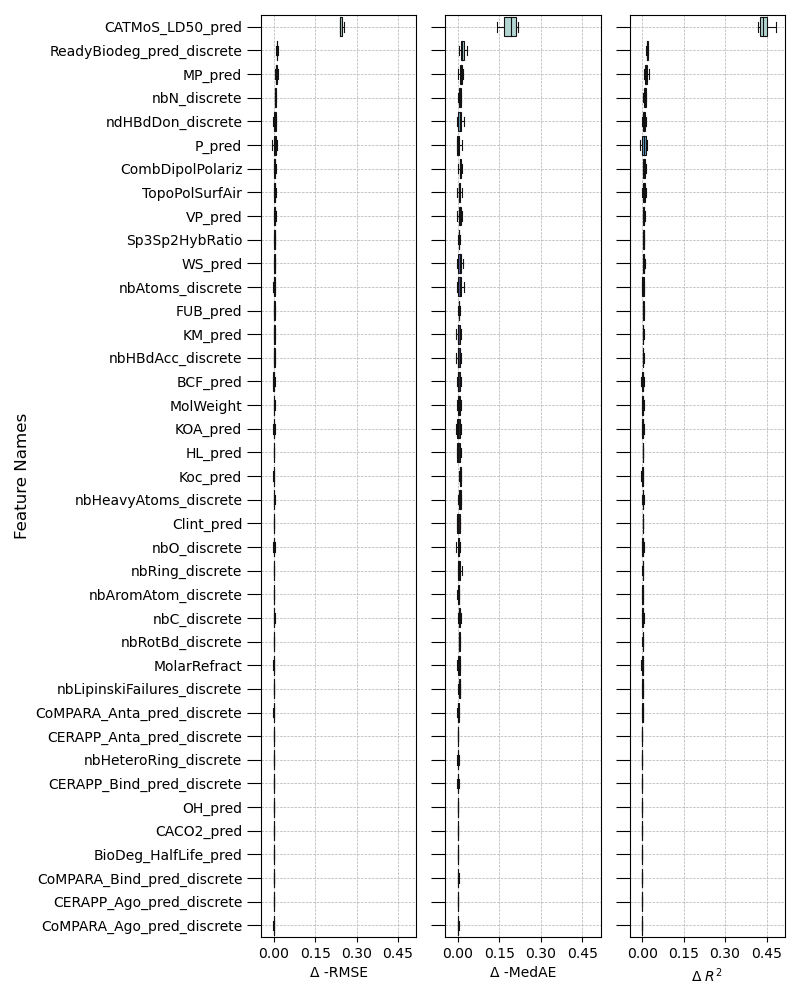 CATMoS_LD50_pred
ReadyBiodeg_pred_discrete
MP_pred
nbN_discrete
ndHBdDon_discrete
P_pred
CombDipolPolariz
TopoPolSurfAir
VP_pred
Sp3Sp2HybRatio
WS_pred
nbAtoms_discrete
FUB_pred
KM_pred
nbHBdAcc_discrete
BCF_pred
MolWeight
KOA_pred
HL_pred
Koc_pred
nbHeavyAtoms_discrete
Clint_pred
nbO_discrete
nbRing_discrete
nbAromAtom_discrete
nbC_discrete
nbRotBd_discrete
MolarRefract
nbLipinskiFailures_discrete
CoMPARA_Anta_pred_discrete
CERAPP_Anta_pred_discrete
nbHeteroRing_discrete
CERAPP_Bind_pred_discrete
OH_pred
CACO2_pred
BioDeg_HalfLife_pred
CoMPARA_Bind_pred_discrete
CERAPP_Ago_pred_discrete
CoMPARA_Ago_pred_discrete
Feature Names
0.00 0.15 0.30 0.45 0.00 0.15 0.30 0.45 0.00 0.15 0.30 0.45
Δ -RMSE Δ -MedAE Δ R²